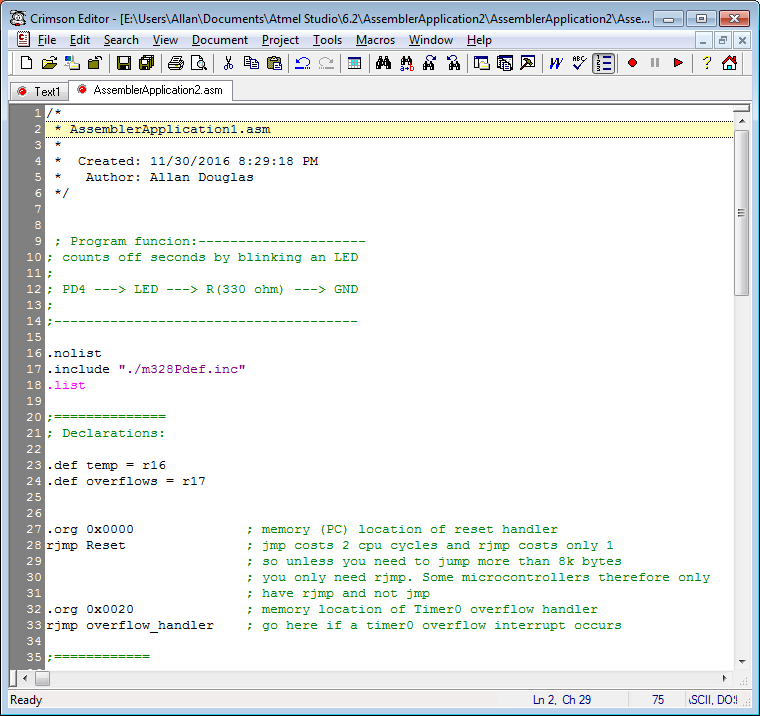 Crimson Editor - [E:\Users\Allan\Documents\Atmel Studio\6.2\AssemblerApplication2\AssemblerApplication2\Asse...
File Edit Search View Document Project Tools Macros Window Help
Text1 AssemblerApplication2.asm
1 /*
2  * AssemblerApplication1.asm
3  *
4  *  Created: 11/30/2016 8:29:18 PM
5  *   Author: Allan Douglas
6  */
7
8
9  ; Program funcion:---------------------
10 ; counts off seconds by blinking an LED
11 ;
12 ; PD4 ---> LED ---> R(330 ohm) ---> GND
13 ;
14 ;--------------------------------------
15
16 .nolist
17 .include "./m328Pdef.inc"
18 .list
19
20 ;==============
21 ; Declarations:
22
23 .def temp = r16
24 .def overflows = r17
25
26
27 .org 0x0000              ; memory (PC) location of reset handler
28 rjmp Reset               ; jmp costs 2 cpu cycles and rjmp costs only 1
29                          ; so unless you need to jump more than 8k bytes
30                          ; you only need rjmp. Some microcontrollers therefore only
31                          ; have rjmp and not jmp
32 .org 0x0020              ; memory location of Timer0 overflow handler
33 rjmp overflow_handler    ; go here if a timer0 overflow interrupt occurs
34
35 ;============
Ready Ln 2, Ch 29 75 ASCII, DOS